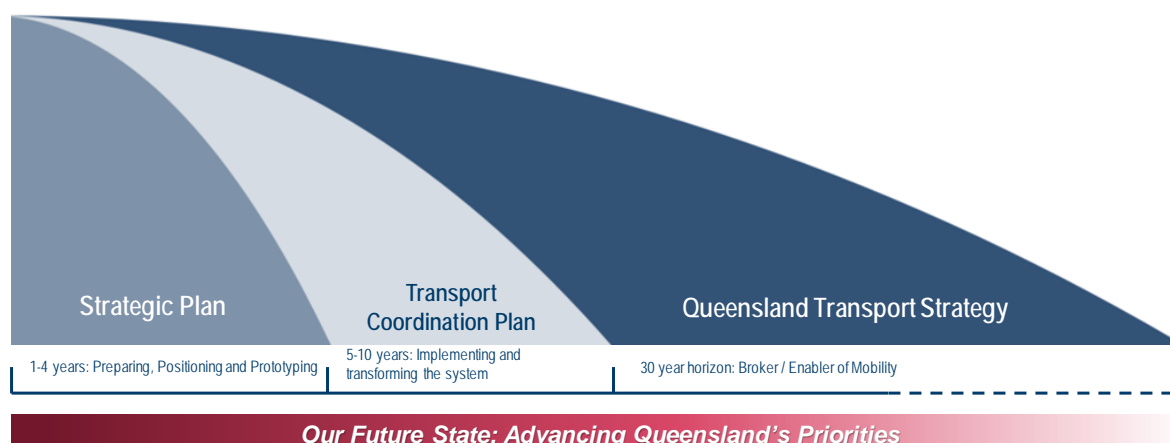 Strategic Plan
Transport
Coordination Plan
Queensland Transport Strategy
1-4 years: Preparing, Positioning and Prototyping
5-10 years: Implementing and
transforming the system
30 year horizon: Broker / Enabler of Mobility
Our Future State: Advancing Queensland's Priorities